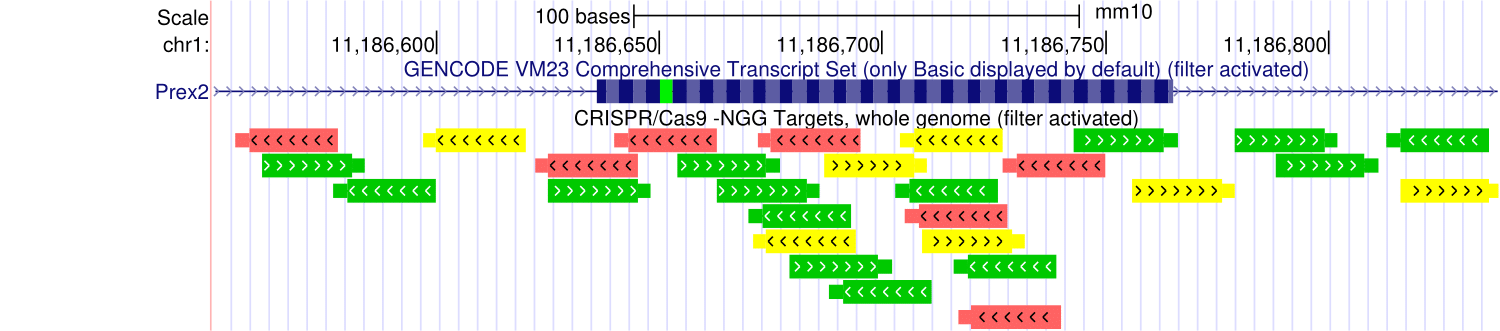 Scale 100 bases mm10
chr1: 11,186,600 11,186,650 11,186,700 11,186,750 11,186,800
GENCODE VM23 Comprehensive Transcript Set (only Basic displayed by default) (filter activated)
Prex2
CRISPR/Cas9 -NGG Targets, whole genome (filter activated)